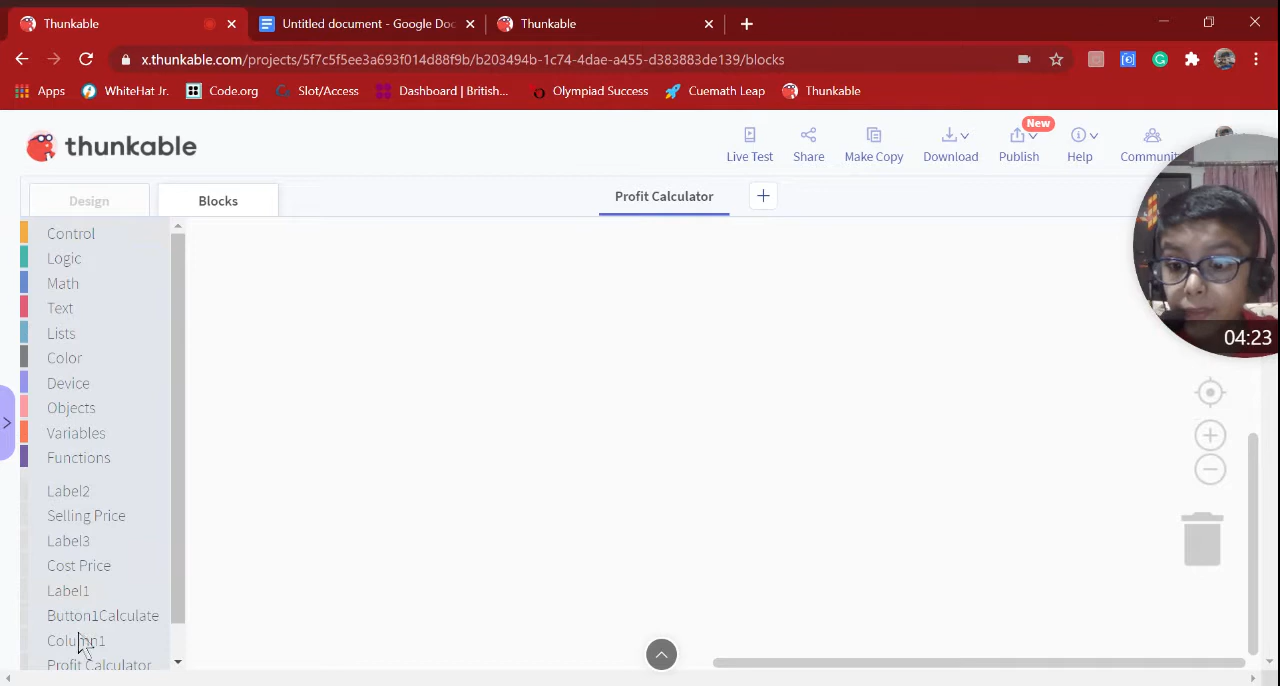 Thunkable
Untitled document - Google Doc
Thunkable
x.thunkable.com/projects/5f7c5f5ee3a693f014d88f9b/b203494b-1c74-4dae-a455-d383883de139/blocks
Apps
WhiteHat Jr.
Code.org
Slot/Access
Dashboard | British...
Olympiad Success
Cuemath Leap
Thunkable
thunkable
Live Test
Share
Make Copy
Download
New
Publish
Help
Communit
Design
Blocks
Profit Calculator
Control
Logic
Math
Text
Lists
Color
Device
Objects
Variables
Functions
Label2
Selling Price
Label3
Cost Price
Label1
Button1Calculate
Column1
Profit Calculator
04:23